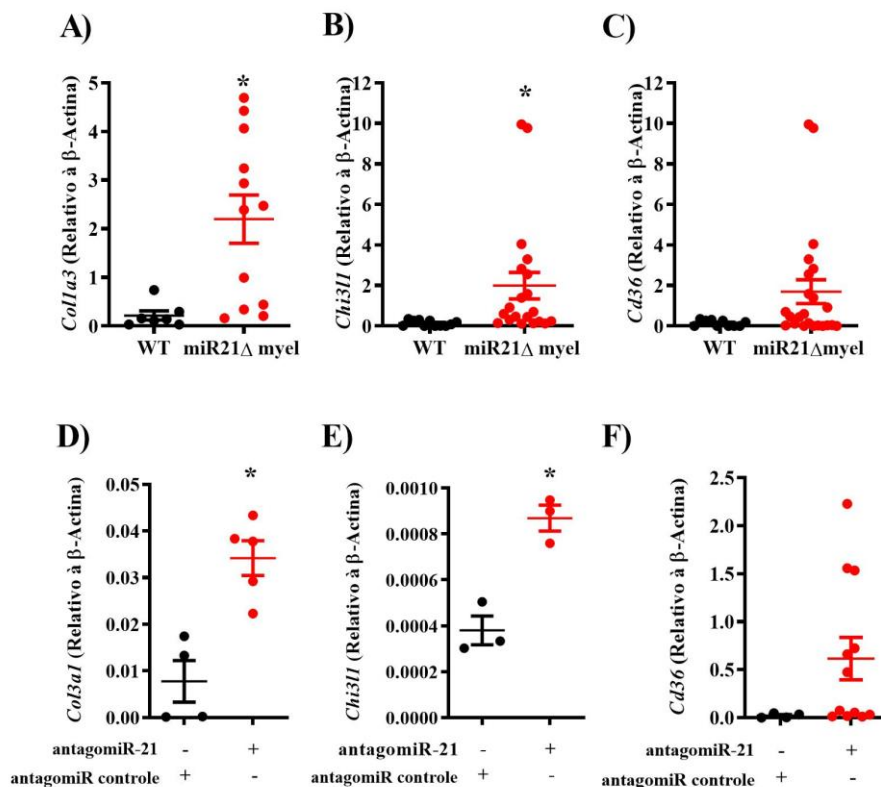 A)
*
Col1a3 (Relativo à β-Actina)
5
4
3
2
1
0
WT miR21Δ myel
B)
*
Chi3l1 (Relativo à β-Actina)
12
10
8
6
4
2
0
WT miR21Δ myel
C)
Cd36 (Relativo à β-Actina)
12
10
8
6
4
2
0
WT miR21Δmyel
D)
*
Col3a1 (Relativo à β-Actina)
0.05
0.04
0.03
0.02
0.01
0.00
antagomiR-21 - +
antagomiR controle + -
E)
*
Chi3l1 (Relativo à β-Actina)
0.0010
0.0008
0.0006
0.0004
0.0002
0.0000
antagomiR-21 - +
antagomiR controle + -
F)
Cd36 (Relativo à β-Actina)
2.5
2.0
1.5
1.0
0.5
0.0
antagomiR-21 - +
antagomiR controle + -